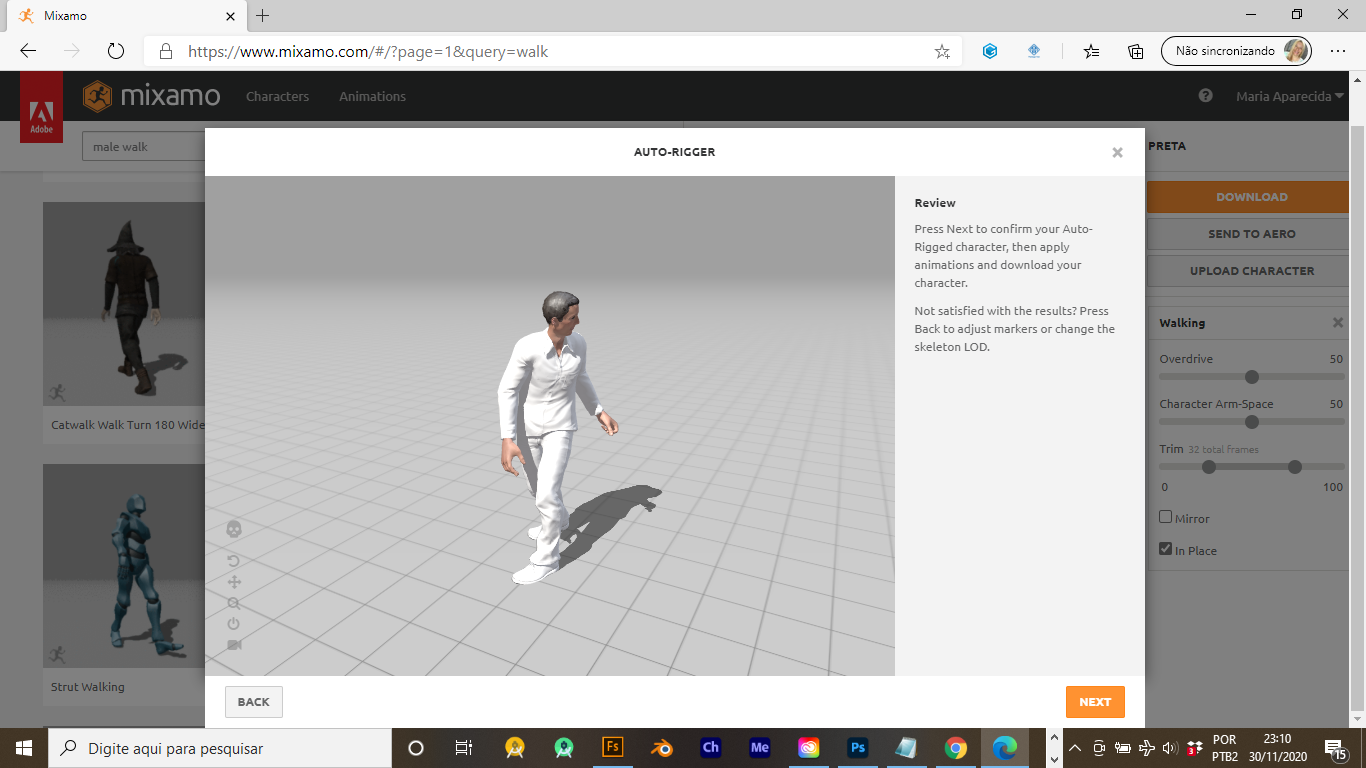 Mixamo
https://www.mixamo.com/#/?page=1&query=walk
Não sincronizando
Adobe
mixamo
Characters
Animations
Maria Aparecida
male walk
AUTO-RIGGER
PRETA
Review
Press Next to confirm your Auto-
Rigged character, then apply
animations and download your
character.
Not satisfied with the results? Press
Back to adjust markers or change the
skeleton LOD.
DOWNLOAD
SEND TO AERO
UPLOAD CHARACTER
Walking
Overdrive 50
Character Arm-Space 50
Trim 32 total frames
0 100
Mirror
In Place
Catwalk Walk Turn 180 Wide
Strut Walking
BACK
NEXT
Digite aqui para pesquisar
Fs
Ch
Me
Ps
3
POR
PTB2
23:10
30/11/2020
15